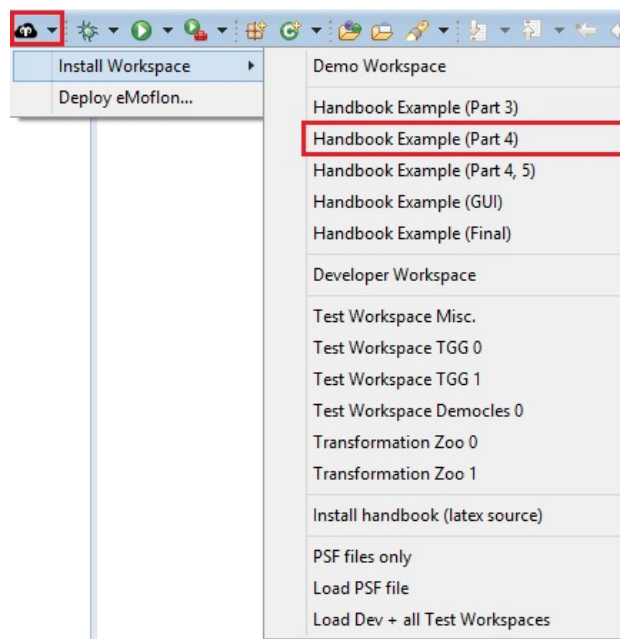 Install Workspace
Deploy eMoflon...
Demo Workspace
Handbook Example (Part 3)
Handbook Example (Part 4)
Handbook Example (Part 4, 5)
Handbook Example (GUI)
Handbook Example (Final)
Developer Workspace
Test Workspace Misc.
Test Workspace TGG 0
Test Workspace TGG 1
Test Workspace Democles 0
Transformation Zoo 0
Transformation Zoo 1
Install handbook (latex source)
PSF files only
Load PSF file
Load Dev + all Test Workspaces